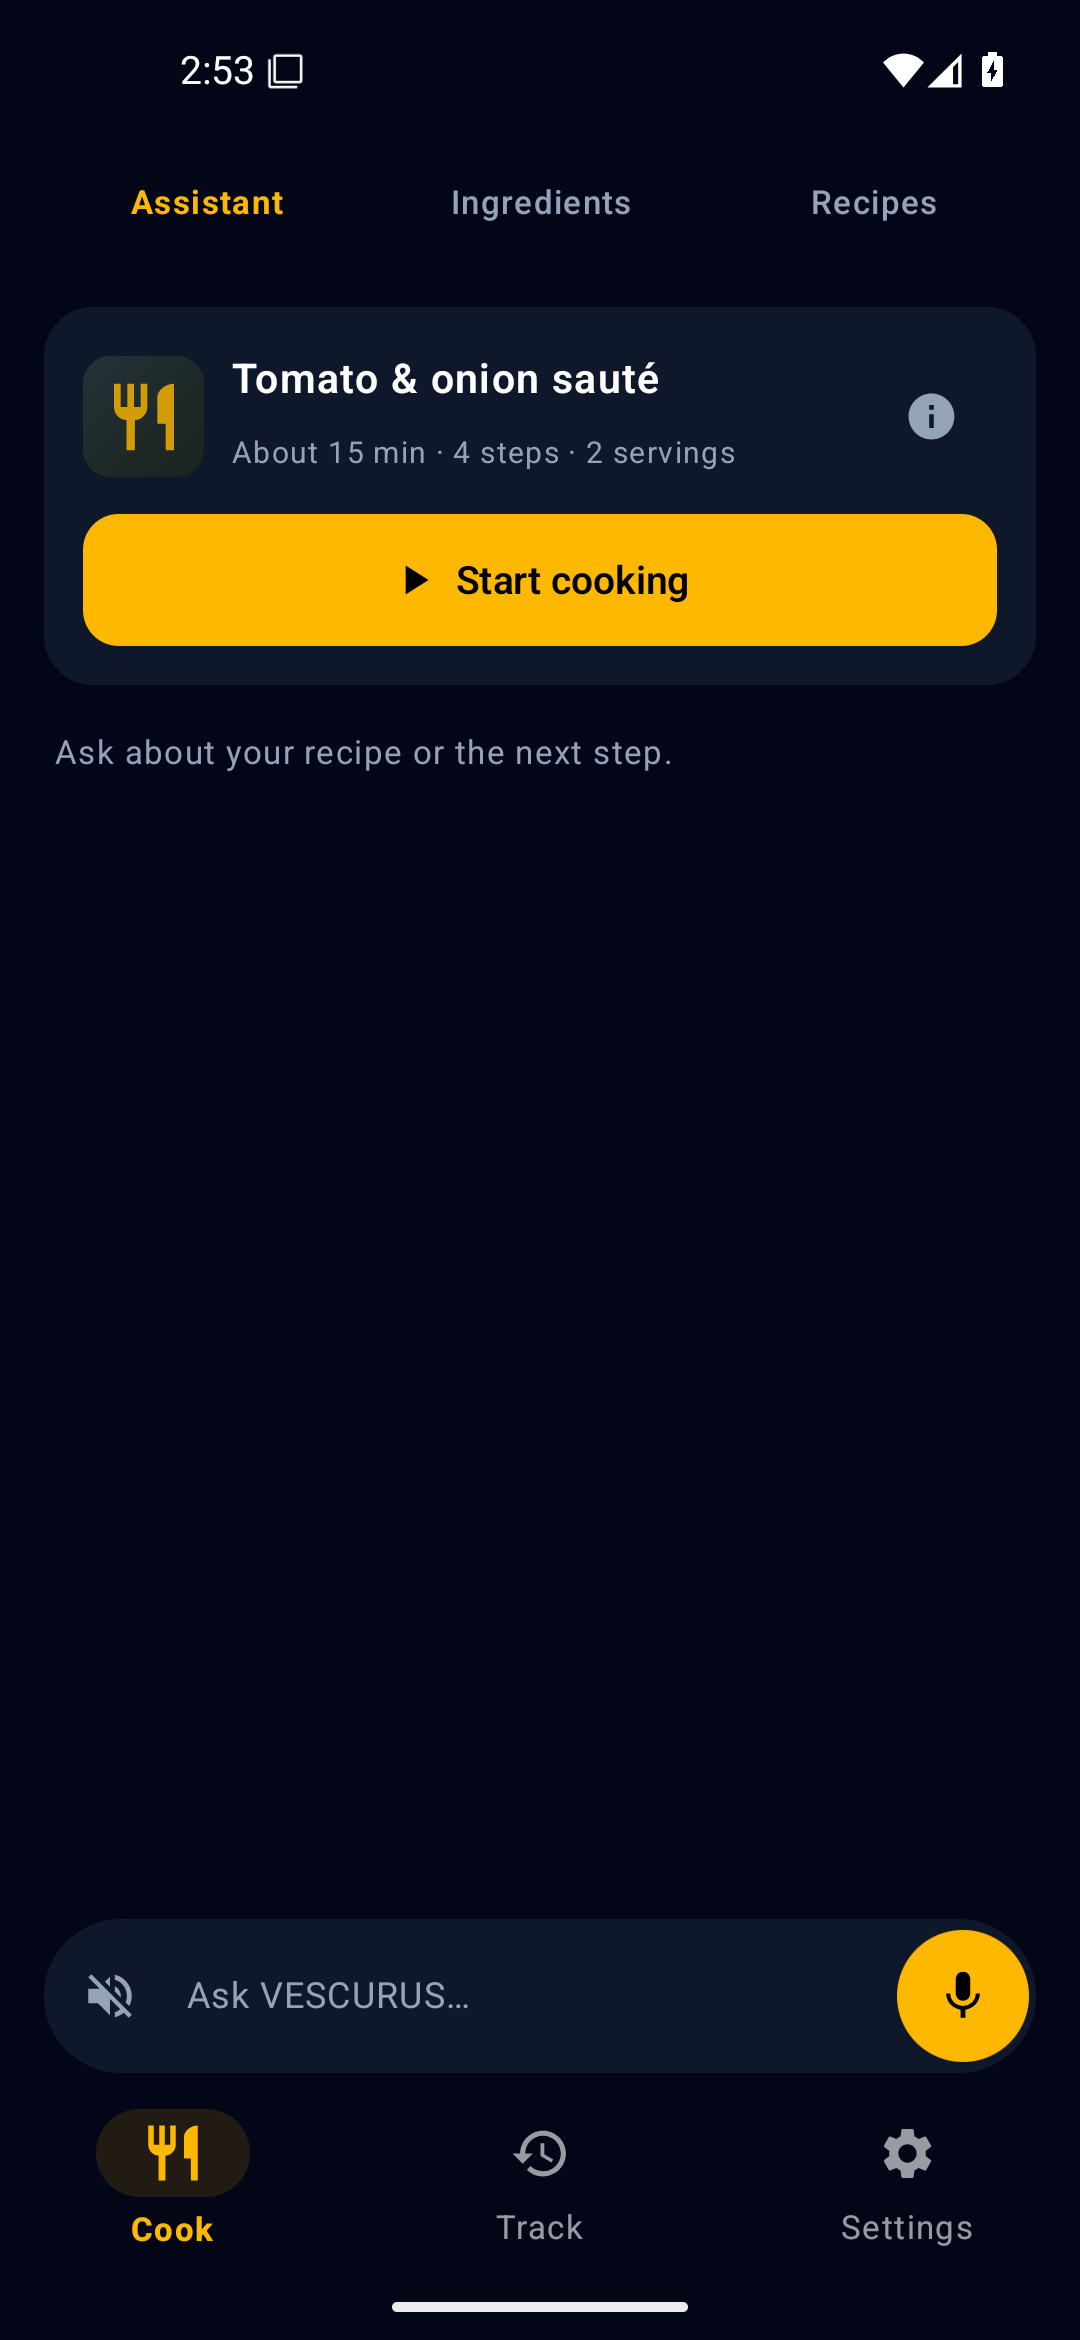 2:53
Assistant Ingredients Recipes
Tomato & onion sauté
About 15 min · 4 steps · 2 servings
Start cooking
Ask about your recipe or the next step.
Ask VESCURUS…
Cook Track Settings